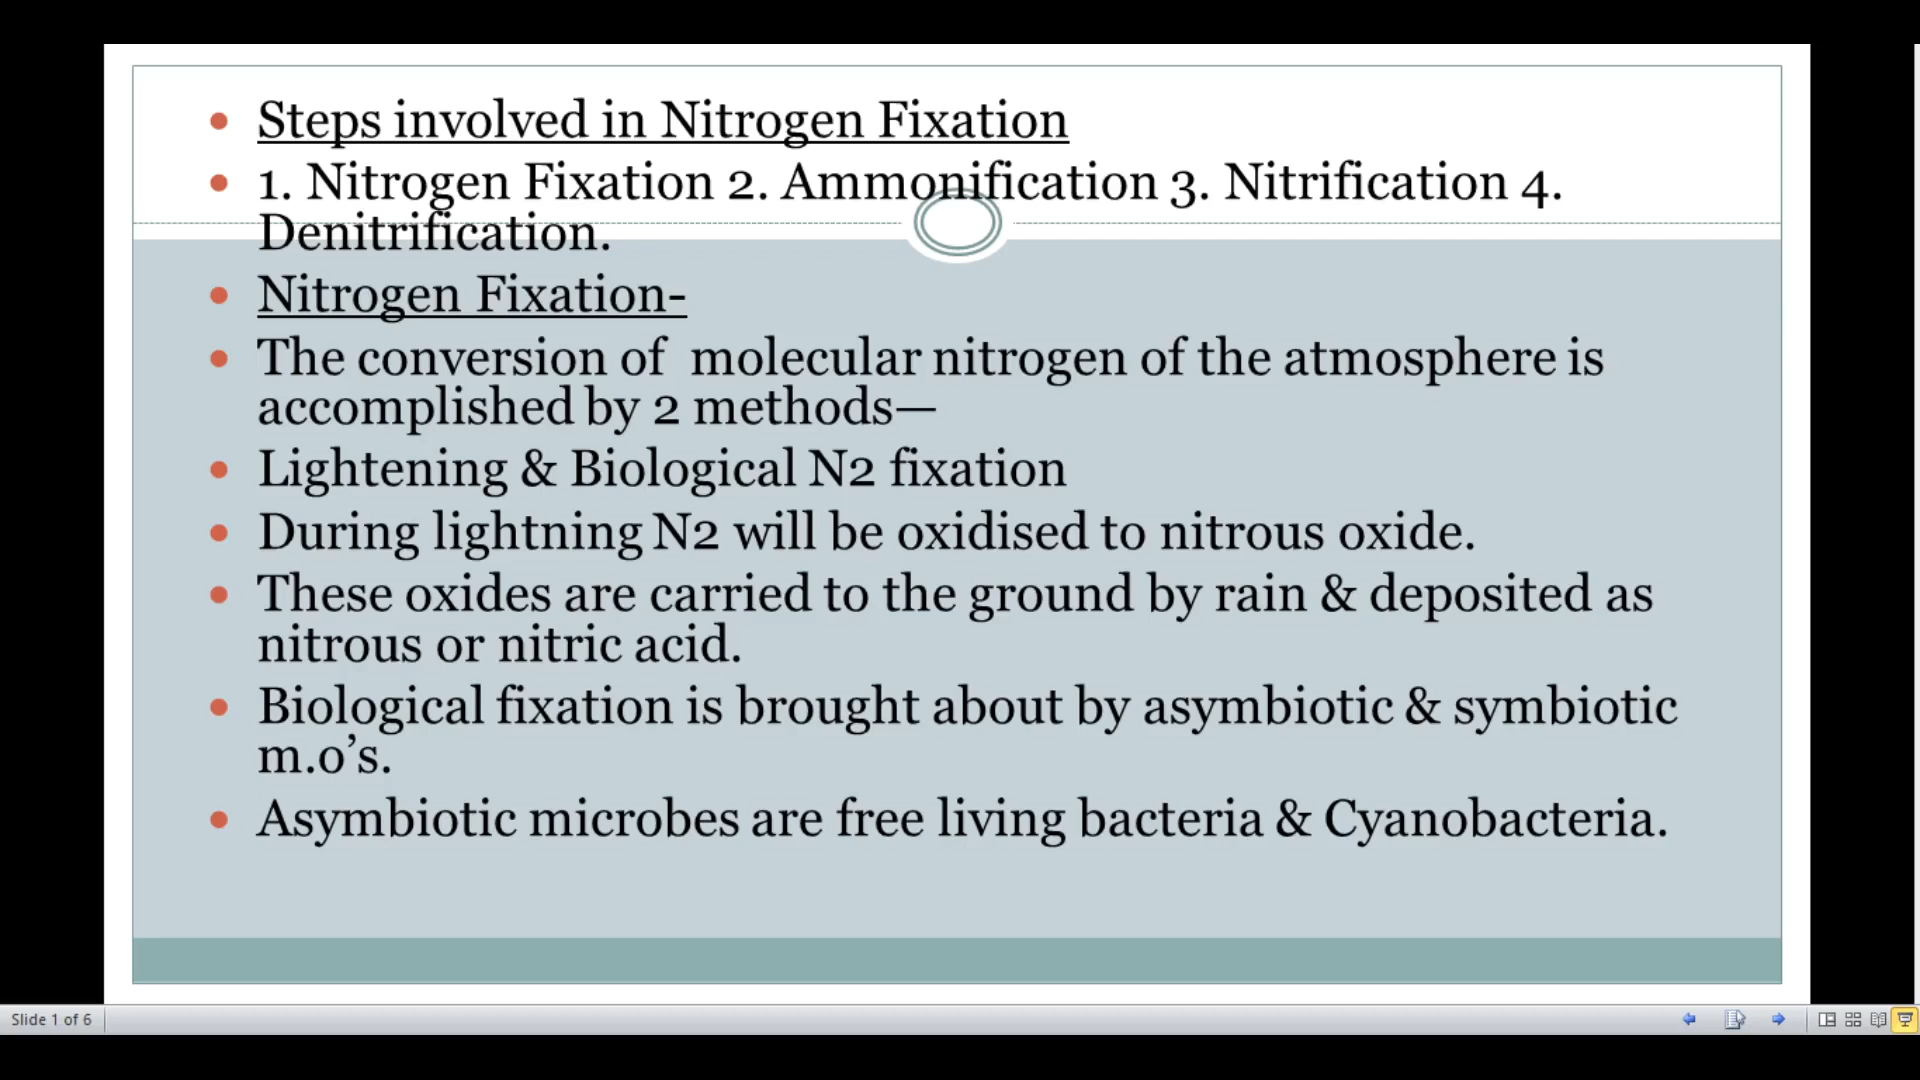 Steps involved in Nitrogen Fixation
1. Nitrogen Fixation 2. Ammonification 3. Nitrification 4.
Denitrification.
Nitrogen Fixation-
The conversion of  molecular nitrogen of the atmosphere is
accomplished by 2 methods—
Lightening & Biological N2 fixation
During lightning N2 will be oxidised to nitrous oxide.
These oxides are carried to the ground by rain & deposited as
nitrous or nitric acid.
Biological fixation is brought about by asymbiotic & symbiotic
m.o’s.
Asymbiotic microbes are free living bacteria & Cyanobacteria.
Slide 1 of 6